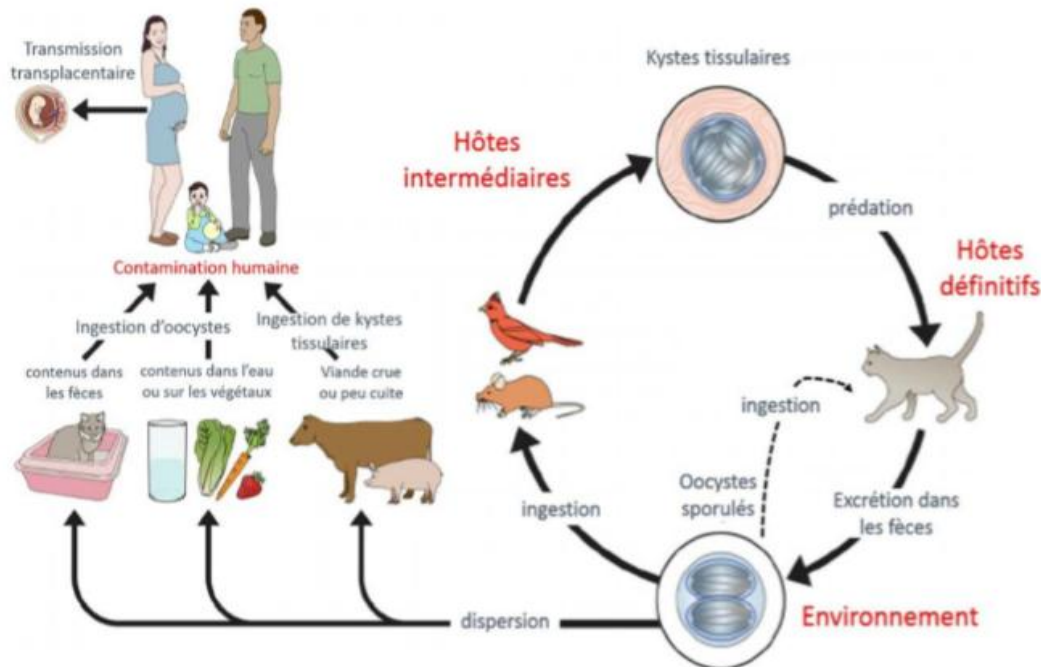 Transmission
transplacentaire
Contamination humaine
Ingestion d'oocystes
Ingestion de kystes
tissulaires
contenus dans
les fèces
contenus dans l'eau
ou sur les végétaux
Viande crue
ou peu cuite
dispersion
Kystes tissulaires
Hôtes
intermédiaires
prédation
Hôtes
définitifs
ingestion
Oocystes
sporulés
Excrétion dans
les fèces
ingestion
Environnement